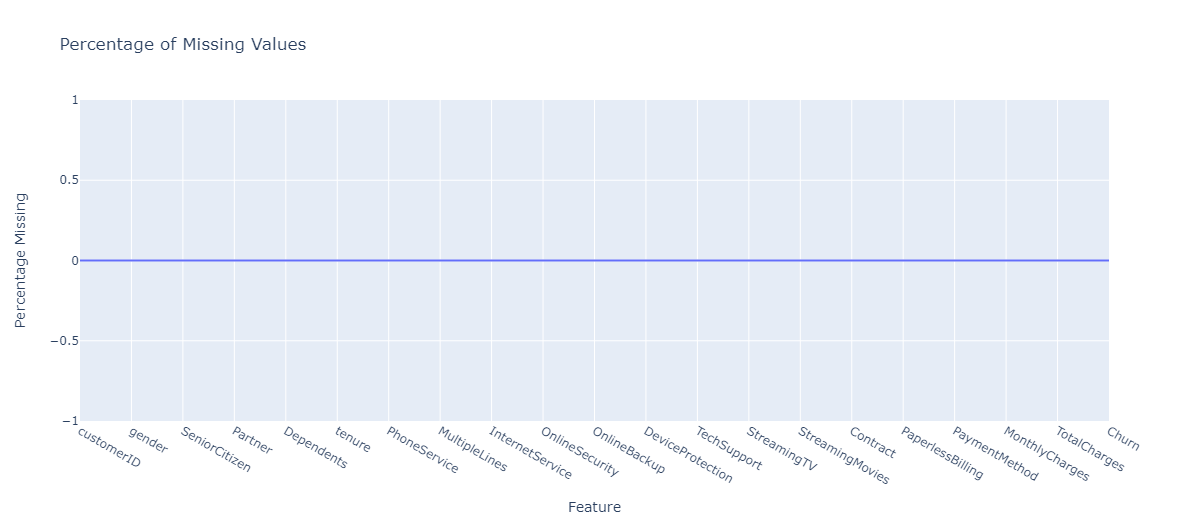 Percentage of Missing Values
1
0.5
0
−0.5
−1
Percentage Missing
customerID
gender
SeniorCitizen
Partner
Dependents
tenure
PhoneService
MultipleLines
InternetService
OnlineSecurity
OnlineBackup
DeviceProtection
TechSupport
StreamingTV
StreamingMovies
Contract
PaperlessBilling
PaymentMethod
MonthlyCharges
TotalCharges
Churn
Feature